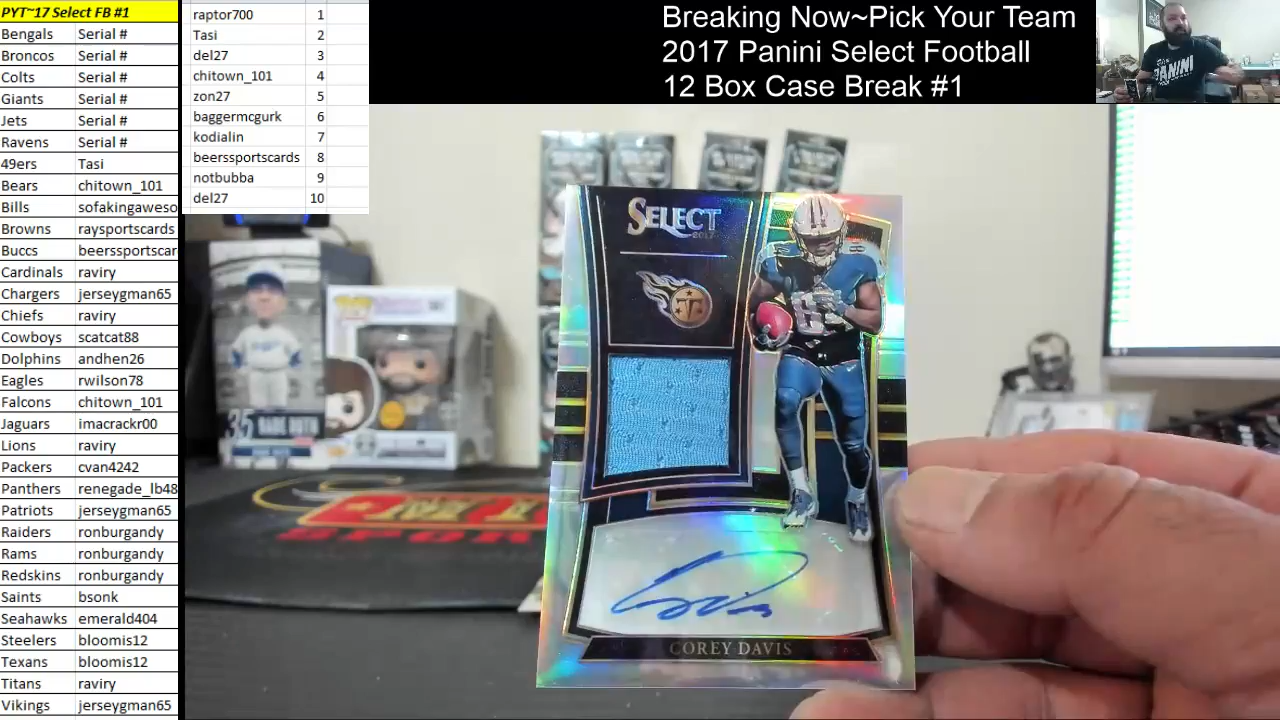 PYT~17 Select FB #1
Bengals Serial #
Broncos Serial #
Colts Serial #
Giants Serial #
Jets Serial #
Ravens Serial #
49ers Tasi
Bears chitown_101
Bills sofakingaweso
Browns raysportscards
Buccs beerssportscar
Cardinals raviry
Chargers jerseygman65
Chiefs raviry
Cowboys scatcat88
Dolphins andhen26
Eagles rwilson78
Falcons chitown_101
Jaguars imacrackr00
Lions raviry
Packers cvan4242
Panthers renegade_lb48
Patriots jerseygman65
Raiders ronburgandy
Rams ronburgandy
Redskins ronburgandy
Saints bsonk
Seahawks emerald404
Steelers bloomis12
Texans bloomis12
Titans raviry
Vikings jerseygman65
raptor700 1
Tasi 2
del27 3
chitown_101 4
zon27 5
baggermcgurk 6
kodialin 7
beerssportscards 8
notbubba 9
del27 10
Breaking Now~Pick Your Team
2017 Panini Select Football
12 Box Case Break #1
PANINI
SELECT
2017
COREY DAVIS
35 BABE RUTH